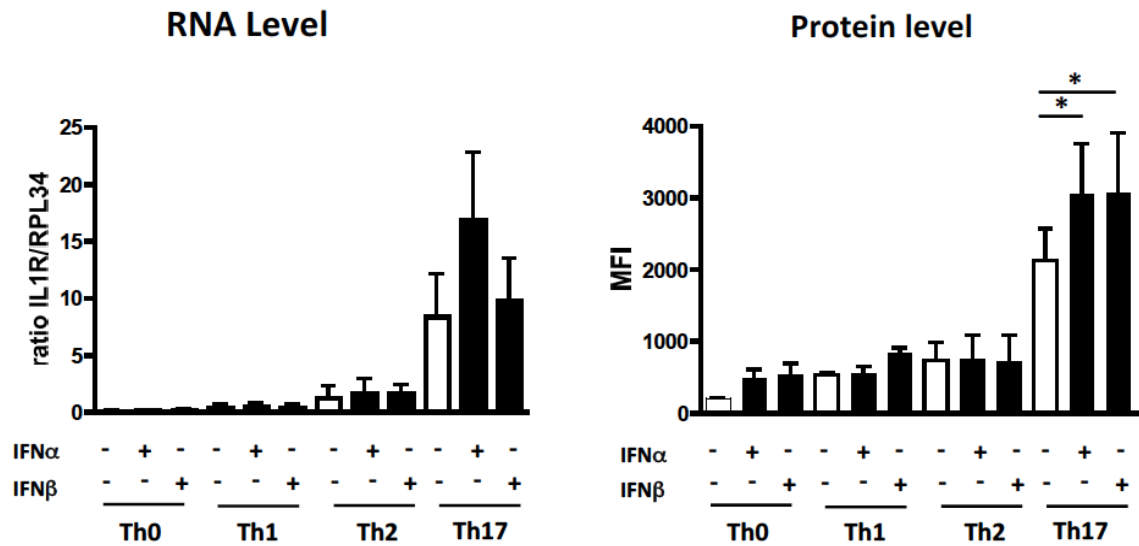 RNA Level
Protein level
* 
*
ratio IL1R/RPL34
25
20
15
10
5
0
MFI
4000
3000
2000
1000
0
IFNα - + - - + - - + - - + -
IFNβ - - + - - + - - + - - +
Th0 Th1 Th2 Th17
IFNα - + - - + - - + - - + -
IFNβ - - + - - + - - + - - +
Th0 Th1 Th2 Th17